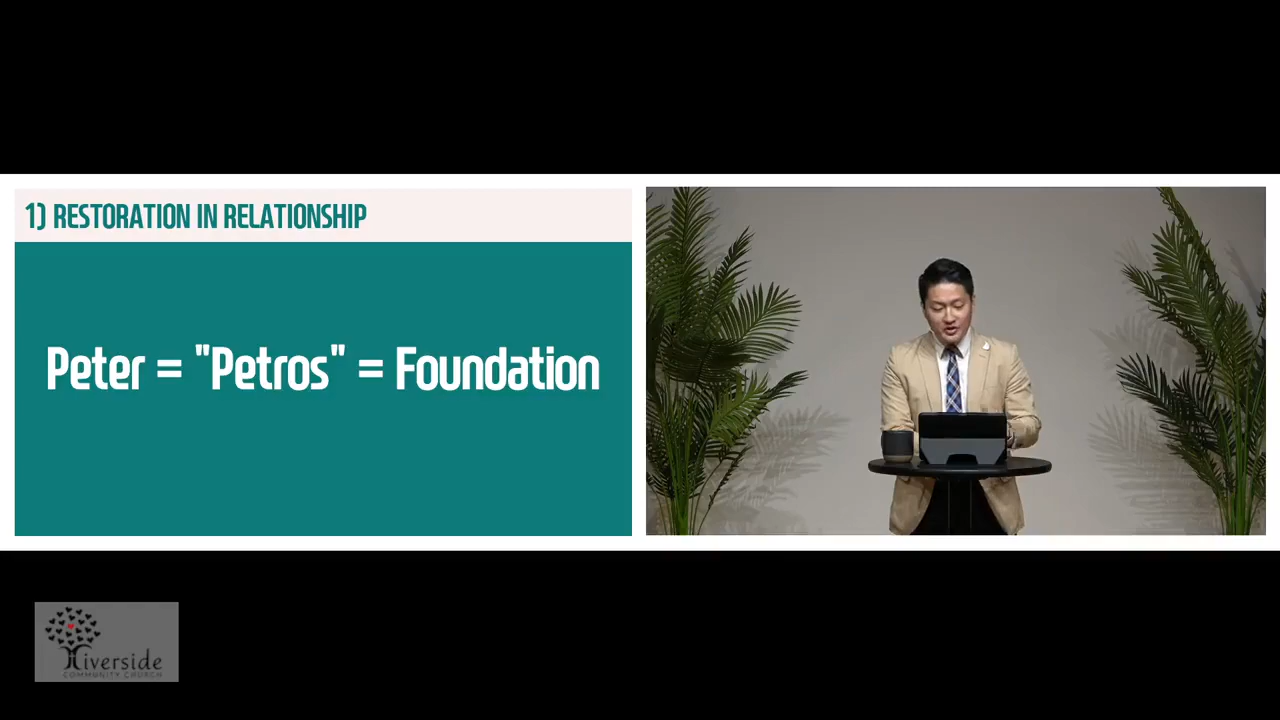 1) RESTORATION IN RELATIONSHIP
Peter = "Petros" = Foundation
Riverside
COMMUNITY CHURCH